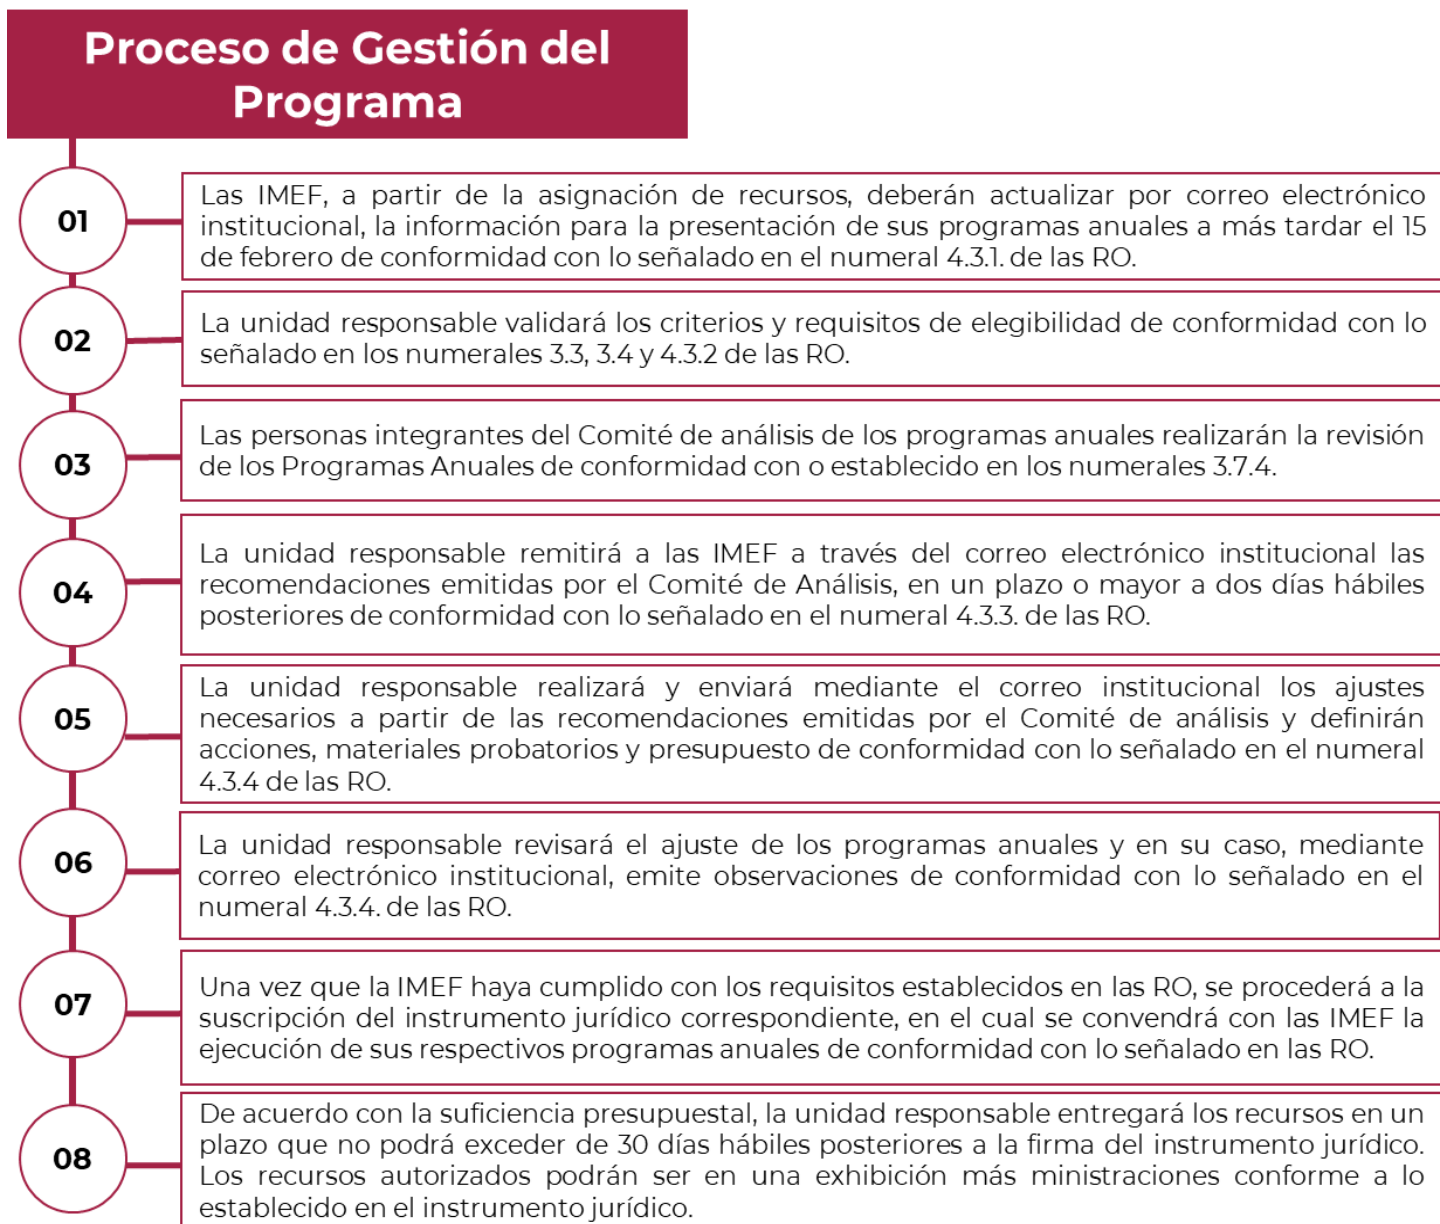 Proceso de Gestión del
Programa
01
Las IMEF, a partir de la asignación de recursos, deberán actualizar por correo electrónico
institucional, la información para la presentación de sus programas anuales a más tardar el 15
de febrero de conformidad con lo señalado en el numeral 4.3.1. de las RO.
02
La unidad responsable validará los criterios y requisitos de elegibilidad de conformidad con lo
señalado en los numerales 3.3, 3.4 y 4.3.2 de las RO.
03
Las personas integrantes del Comité de análisis de los programas anuales realizarán la revisión
de los Programas Anuales de conformidad con o establecido en los numerales 3.7.4.
04
La unidad responsable remitirá a las IMEF a través del correo electrónico institucional las
recomendaciones emitidas por el Comité de Análisis, en un plazo o mayor a dos días hábiles
posteriores de conformidad con lo señalado en el numeral 4.3.3. de las RO.
05
La unidad responsable realizará y enviará mediante el correo institucional los ajustes
necesarios a partir de las recomendaciones emitidas por el Comité de análisis y definirán
acciones, materiales probatorios y presupuesto de conformidad con lo señalado en el numeral
4.3.4 de las RO.
06
La unidad responsable revisará el ajuste de los programas anuales y en su caso, mediante
correo electrónico institucional, emite observaciones de conformidad con lo señalado en el
numeral 4.3.4. de las RO.
07
Una vez que la IMEF haya cumplido con los requisitos establecidos en las RO, se procederá a la
suscripción del instrumento jurídico correspondiente, en el cual se convendrá con las IMEF la
ejecución de sus respectivos programas anuales de conformidad con lo señalado en las RO.
08
De acuerdo con la suficiencia presupuestal, la unidad responsable entregará los recursos en un
plazo que no podrá exceder de 30 días hábiles posteriores a la firma del instrumento jurídico.
Los recursos autorizados podrán ser en una exhibición más ministraciones conforme a lo
establecido en el instrumento jurídico.